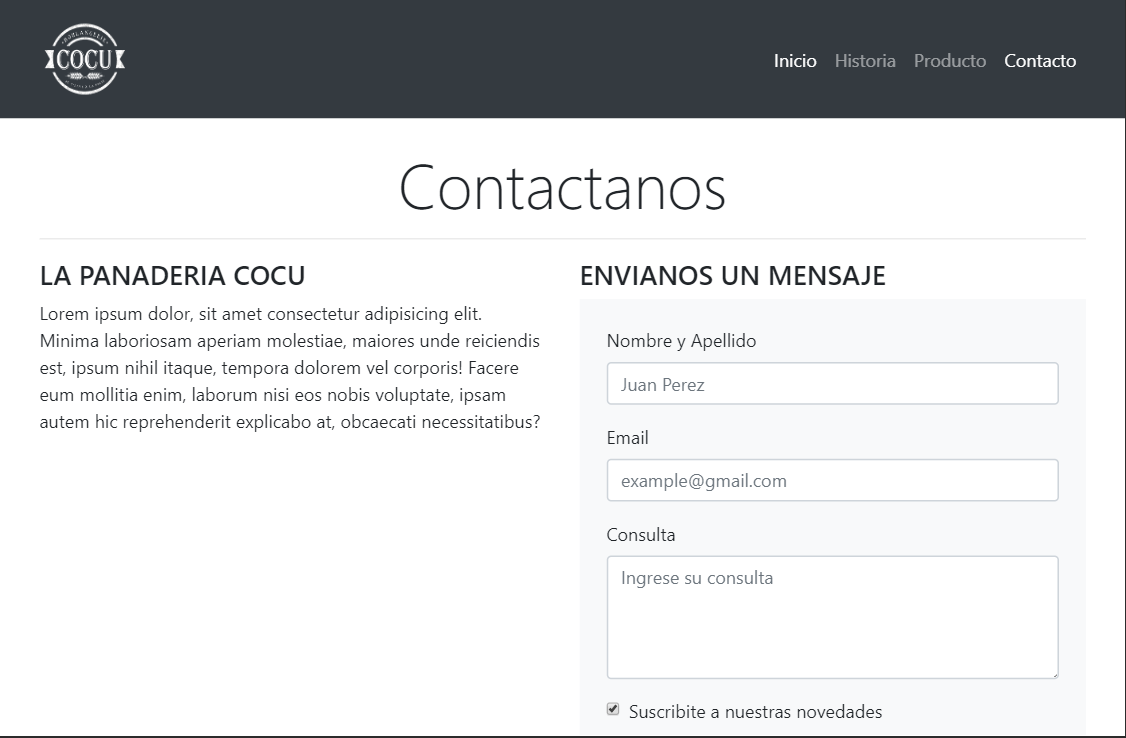 BOULANGERIE
COCU
Inicio Historia Producto Contacto
Contactanos
LA PANADERIA COCU
Lorem ipsum dolor, sit amet consectetur adipisicing elit.
Minima laboriosam aperiam molestiae, maiores unde reiciendis
est, ipsum nihil itaque, tempora dolorem vel corporis! Facere
eum mollitia enim, laborum nisi eos nobis voluptate, ipsam
autem hic reprehenderit explicabo at, obcaecati necessitatibus?
ENVIANOS UN MENSAJE
Nombre y Apellido
Juan Perez
Email
example@gmail.com
Consulta
Ingrese su consulta
Suscribite a nuestras novedades